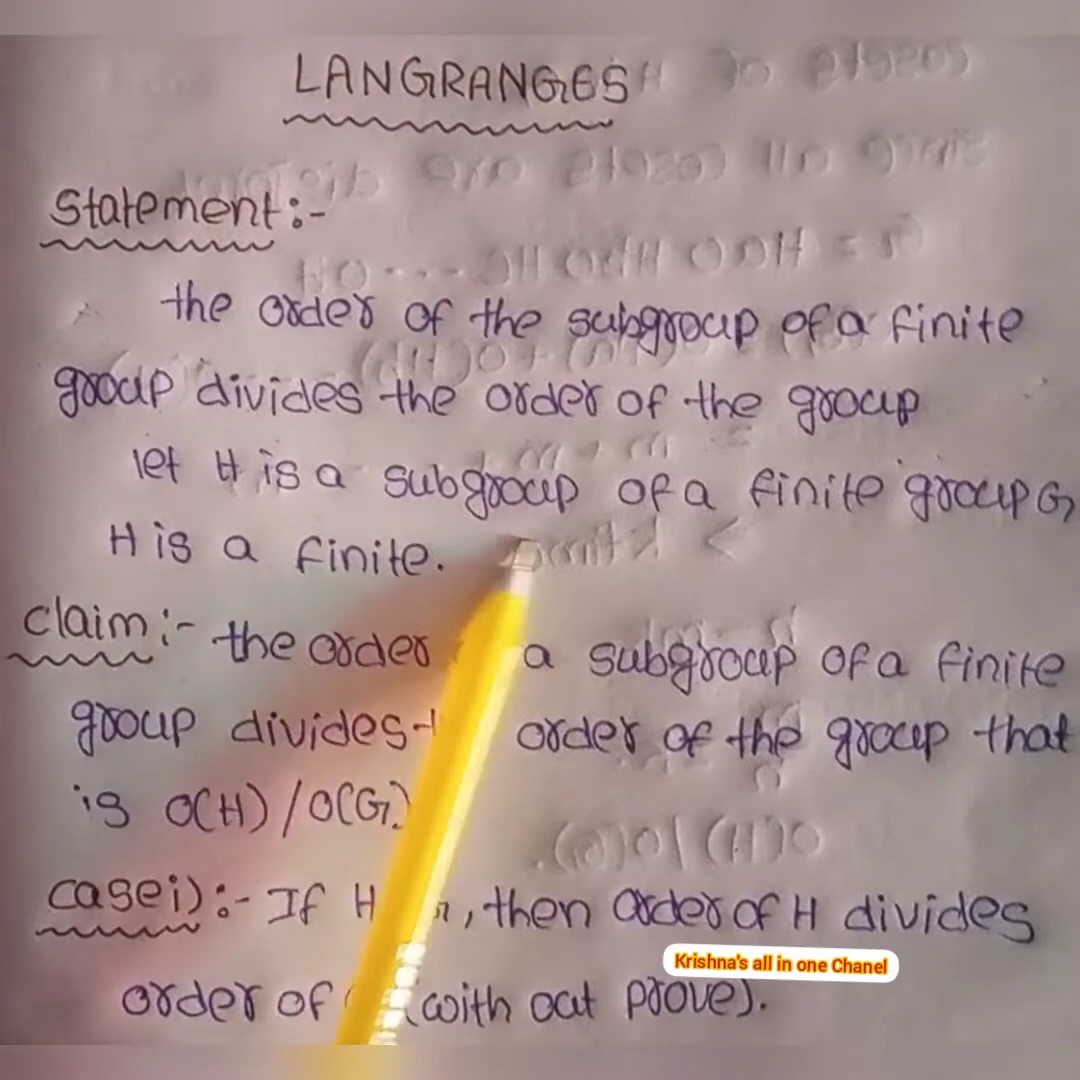 LANGRANGES
Statement:-
the order of the subgroup of a finite
group divides the order of the group
let H is a subgroup of a finite group G,
H is a finite.
claim:- the order a subgroup of a finite
group divides order of the group that
is O(H)/O(G)
case i):- If H , then order of H divides
Krishna's all in one Chanel
order of (with out prove).